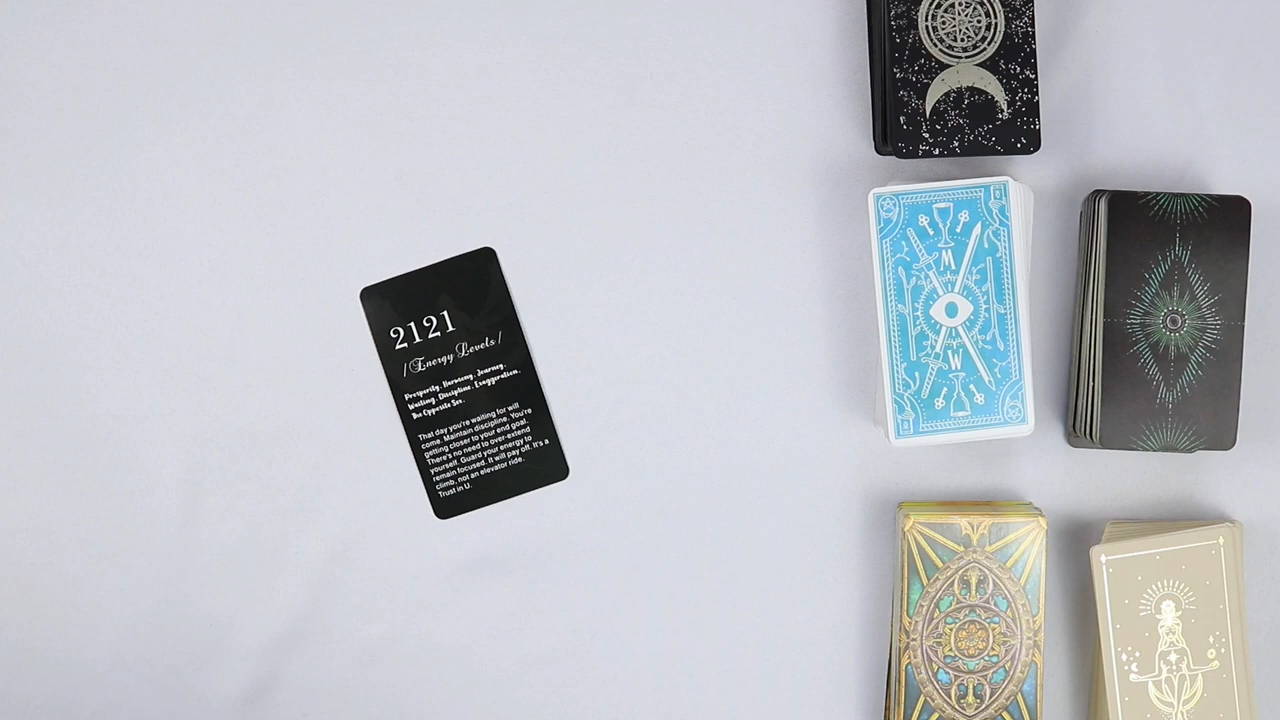 2121
/Energy Levels/
Prosperity. Harmony. Journey.
Waiting. Discipline. Exaggeration.
The Opposite Sex.
That day you're waiting for will
come. Maintain discipline. You're
getting closer to your end goal.
There's no need to over-extend
yourself. Guard your energy to
remain focused. It will pay off. It's a
climb, not an elevator ride.
Trust in U.
M
W